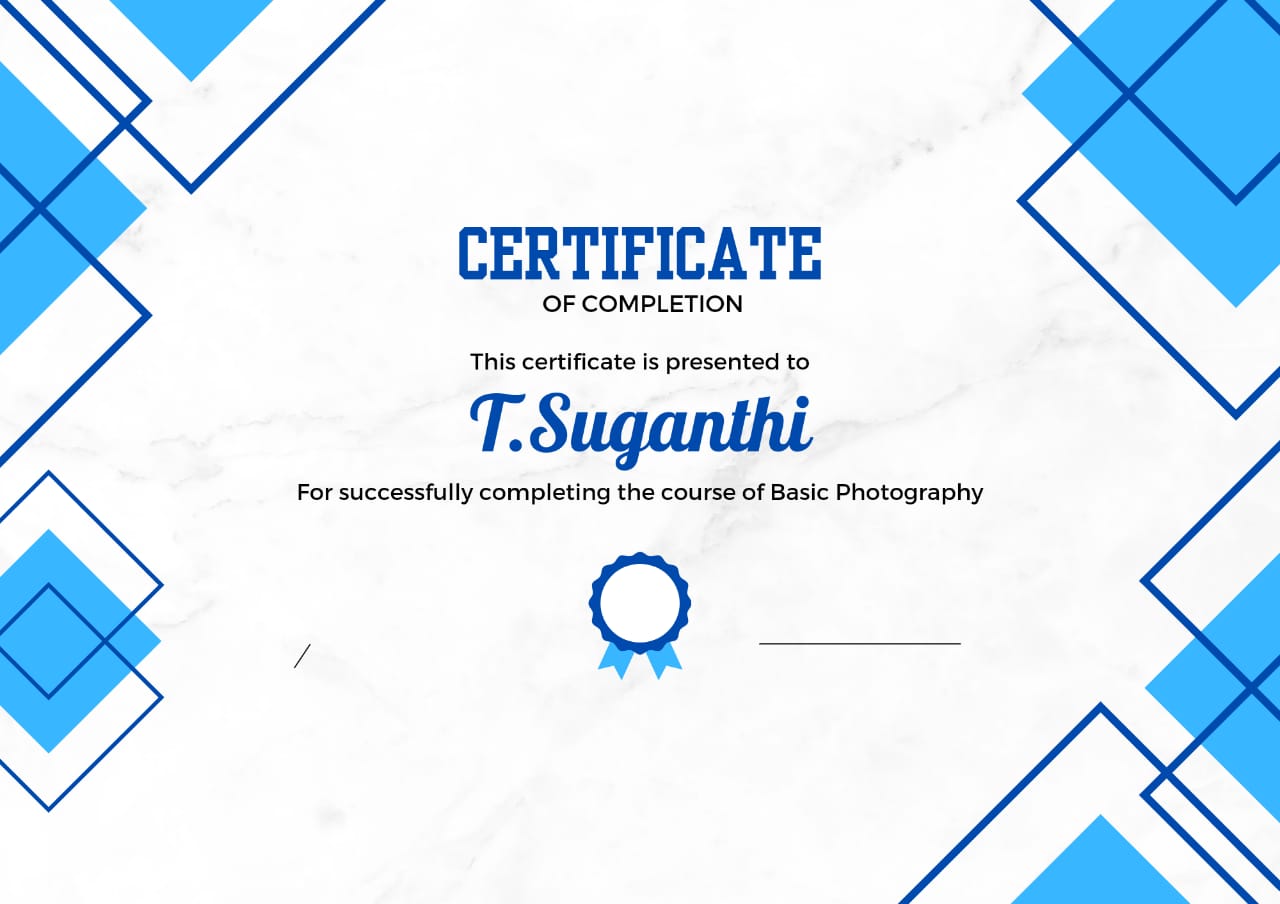 CERTIFICATE
OF COMPLETION
This certificate is presented to
T.Suganthi
For successfully completing the course of Basic Photography